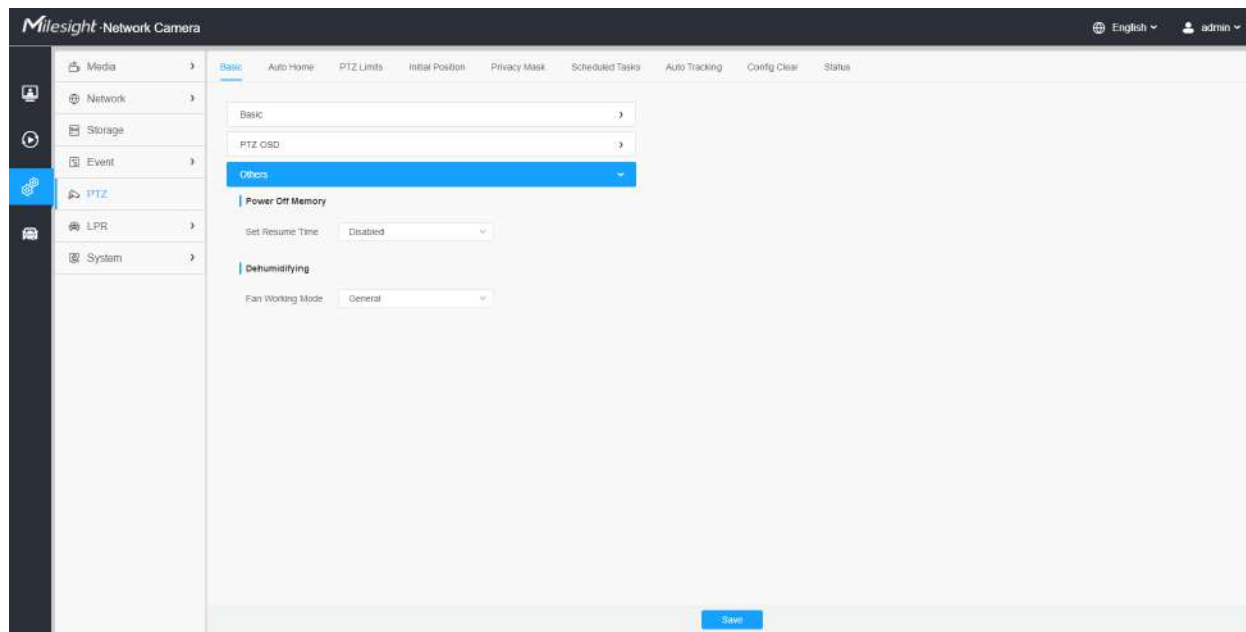 Milesight -Network Camera
English
admin
Media
Network
Storage
Event
PTZ
LPR
System
Basic Auto Home PTZ Limits Initial Position Privacy Mask Scheduled Tasks Auto Tracking Config Clear Status
Basic
PTZ OSD
Others
Power Off Memory
Set Resume Time Disabled
Dehumidifying
Fan Working Mode General
Save